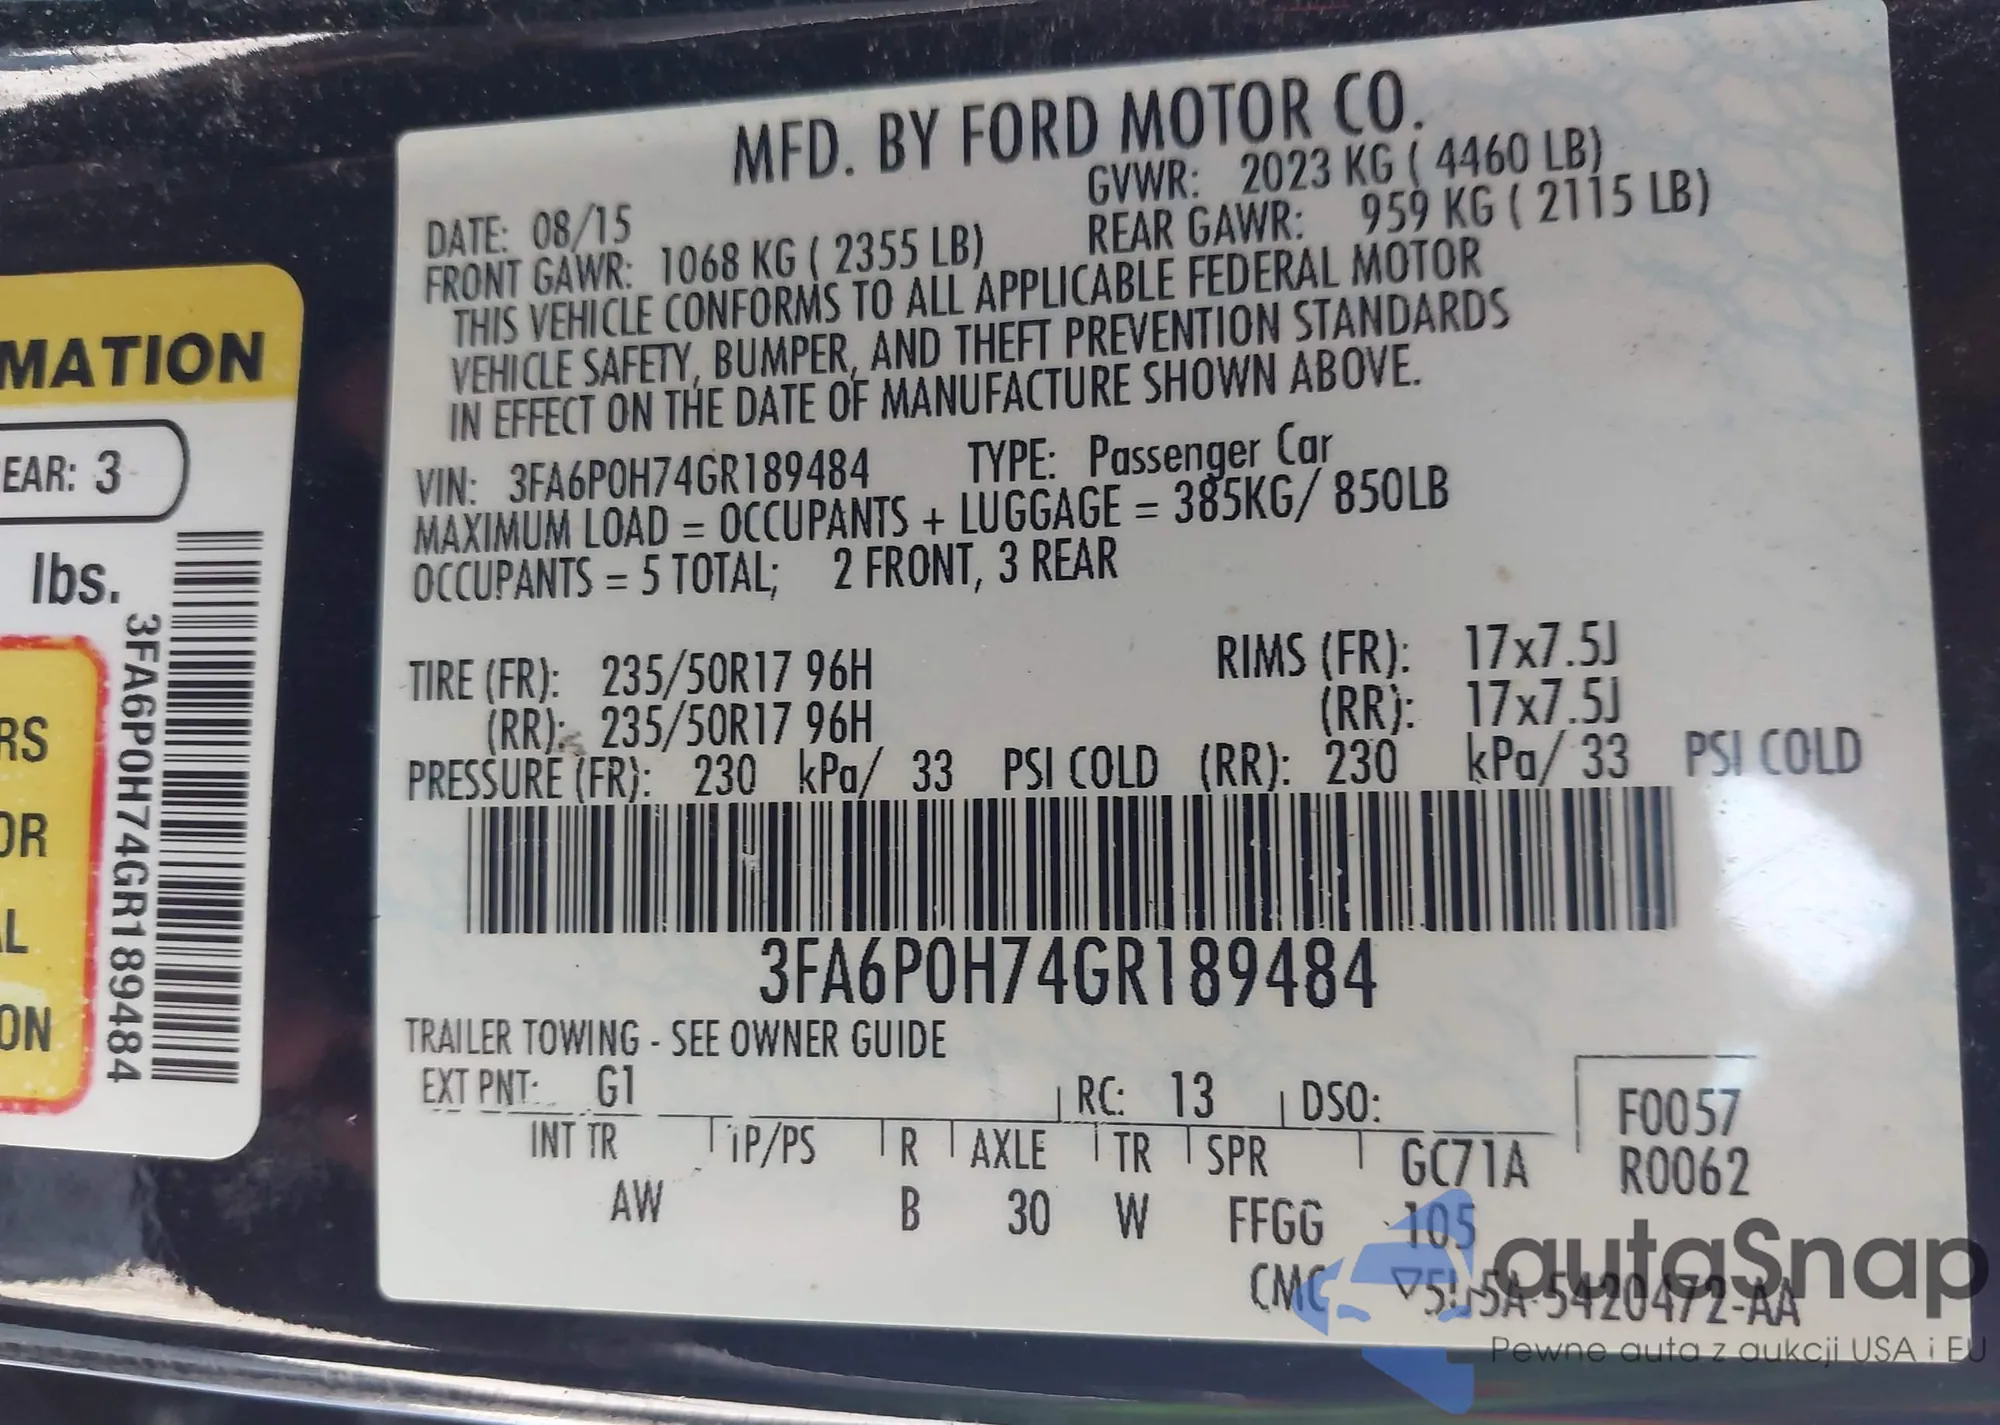 MFD. BY FORD MOTOR CO.
DATE: 08/15 GVWR: 2023 KG ( 4460 LB)
FRONT GAWR: 1068 KG ( 2355 LB) REAR GAWR: 959 KG ( 2115 LB)
THIS VEHICLE CONFORMS TO ALL APPLICABLE FEDERAL MOTOR
VEHICLE SAFETY, BUMPER, AND THEFT PREVENTION STANDARDS
IN EFFECT ON THE DATE OF MANUFACTURE SHOWN ABOVE.
VIN: 3FA6P0H74GR189484 TYPE: Passenger Car
MAXIMUM LOAD = OCCUPANTS + LUGGAGE = 385KG/ 850LB
OCCUPANTS = 5 TOTAL; 2 FRONT, 3 REAR
TIRE (FR): 235/50R17 96H RIMS (FR): 17x7.5J
(RR): 235/50R17 96H (RR): 17x7.5J
PRESSURE (FR): 230 kPa/ 33 PSI COLD (RR): 230 kPa/ 33 PSI COLD
3FA6P0H74GR189484
TRAILER TOWING - SEE OWNER GUIDE
EXT PNT: G1 RC: 13 DSO: F0057
INT TR IP/PS R AXLE TR SPR GC71A R0062
AW B 30 W FFGG 105
CMC 5420472-AA
MATION
EAR: 3
lbs.
3FA6P0H74GR189484
RS
OR
AL
ON
autaSnap
Pewne auta z aukcji USA i EU